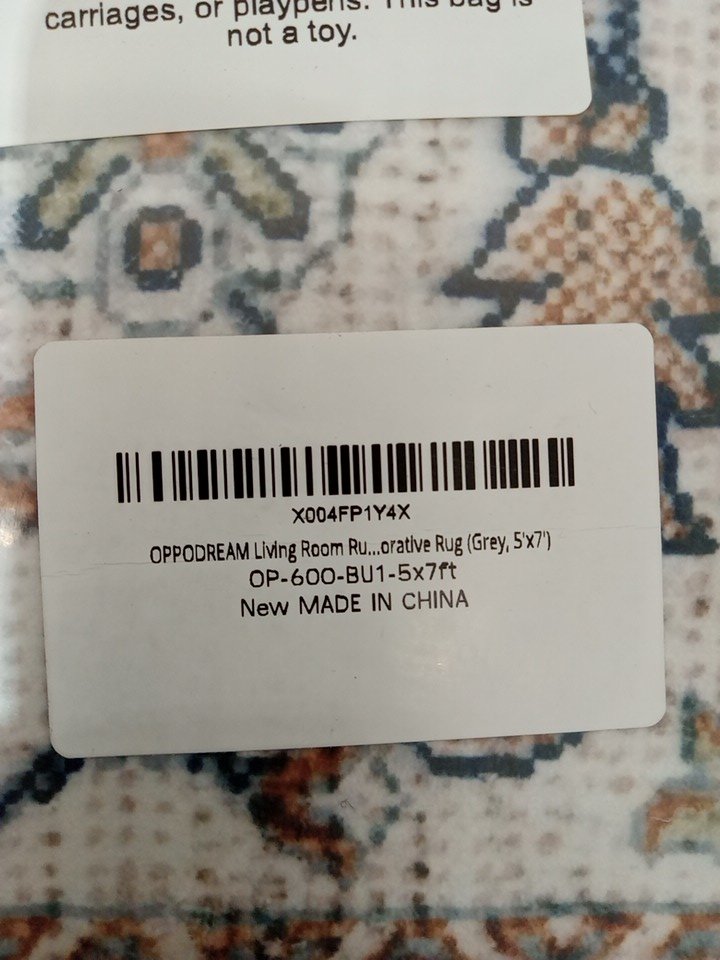 carriages, or playpens. This bag is
not a toy.
X004FP1Y4X
OPPODREAM Living Room Ru...orative Rug (Grey, 5'x7')
OP-600-BU1-5x7ft
New MADE IN CHINA